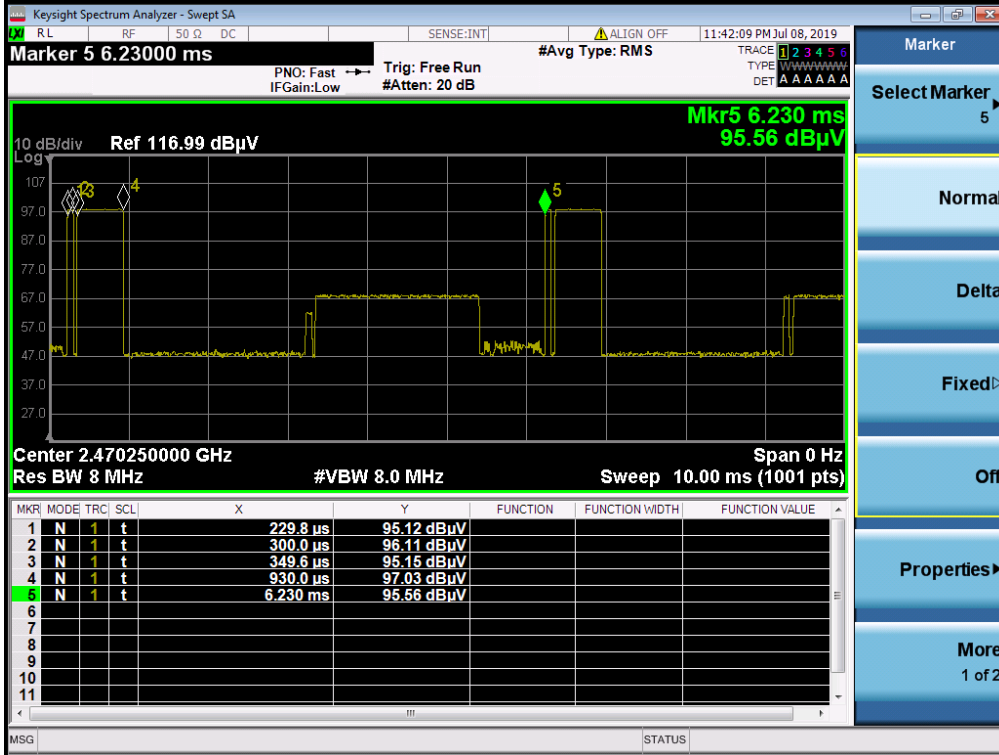 Keysight Spectrum Analyzer - Swept SA
LXI RL RF 50 Ω DC SENSE:INT ALIGN OFF 11:42:09 PM Jul 08, 2019
Marker 5 6.23000 ms
PNO: Fast
IFGain:Low
Trig: Free Run
#Atten: 20 dB
#Avg Type: RMS
TRACE 1 2 3 4 5 6
TYPE WWWWWW
DET A A A A A A
Mkr5 6.230 ms
95.56 dBµV
10 dB/div Ref 116.99 dBµV
Log
107
97.0
87.0
77.0
67.0
57.0
47.0
37.0
27.0
1 2 3
4
5
Center 2.470250000 GHz Span 0 Hz
Res BW 8 MHz #VBW 8.0 MHz Sweep 10.00 ms (1001 pts)
MKR MODE TRC SCL X Y FUNCTION FUNCTION WIDTH FUNCTION VALUE
1 N 1 t 229.8 µs 95.12 dBµV
2 N 1 t 300.0 µs 96.11 dBµV
3 N 1 t 349.6 µs 95.15 dBµV
4 N 1 t 930.0 µs 97.03 dBµV
5 N 1 t 6.230 ms 95.56 dBµV
6
7
8
9
10
11
MSG STATUS
Marker
Select Marker
5
Normal
Delta
Fixed
Off
Properties
More
1 of 2